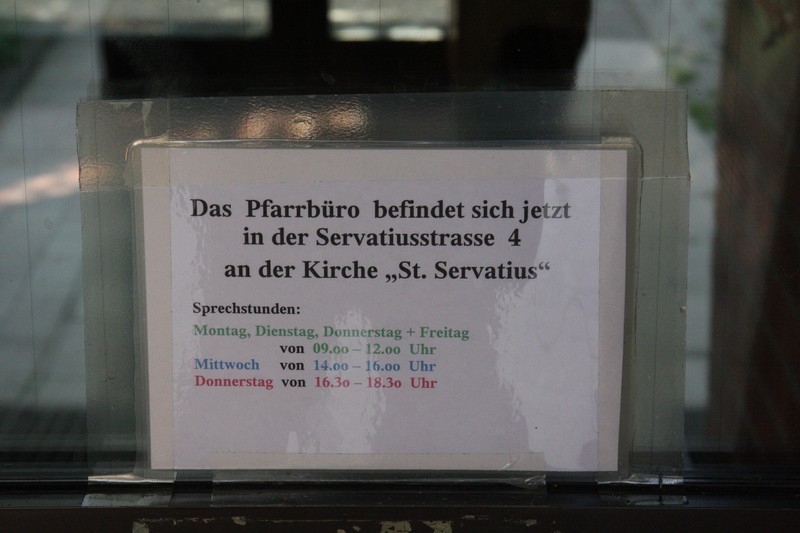 Das Pfarrbüro befindet sich jetzt
in der Servatiusstrasse 4
an der Kirche „St. Servatius“
Sprechstunden:
Montag, Dienstag, Donnerstag + Freitag
von 09.oo – 12.oo Uhr
Mittwoch von 14.oo – 16.oo Uhr
Donnerstag von 16.3o – 18.3o Uhr